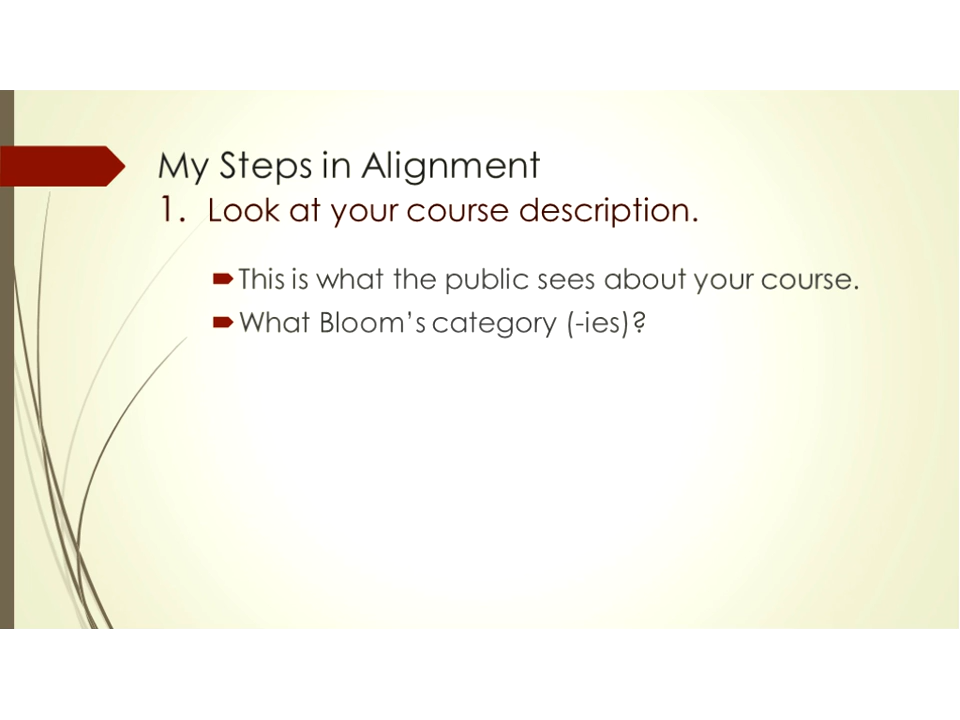 My Steps in Alignment
1. Look at your course description.
This is what the public sees about your course.
What Bloom’s category (-ies)?